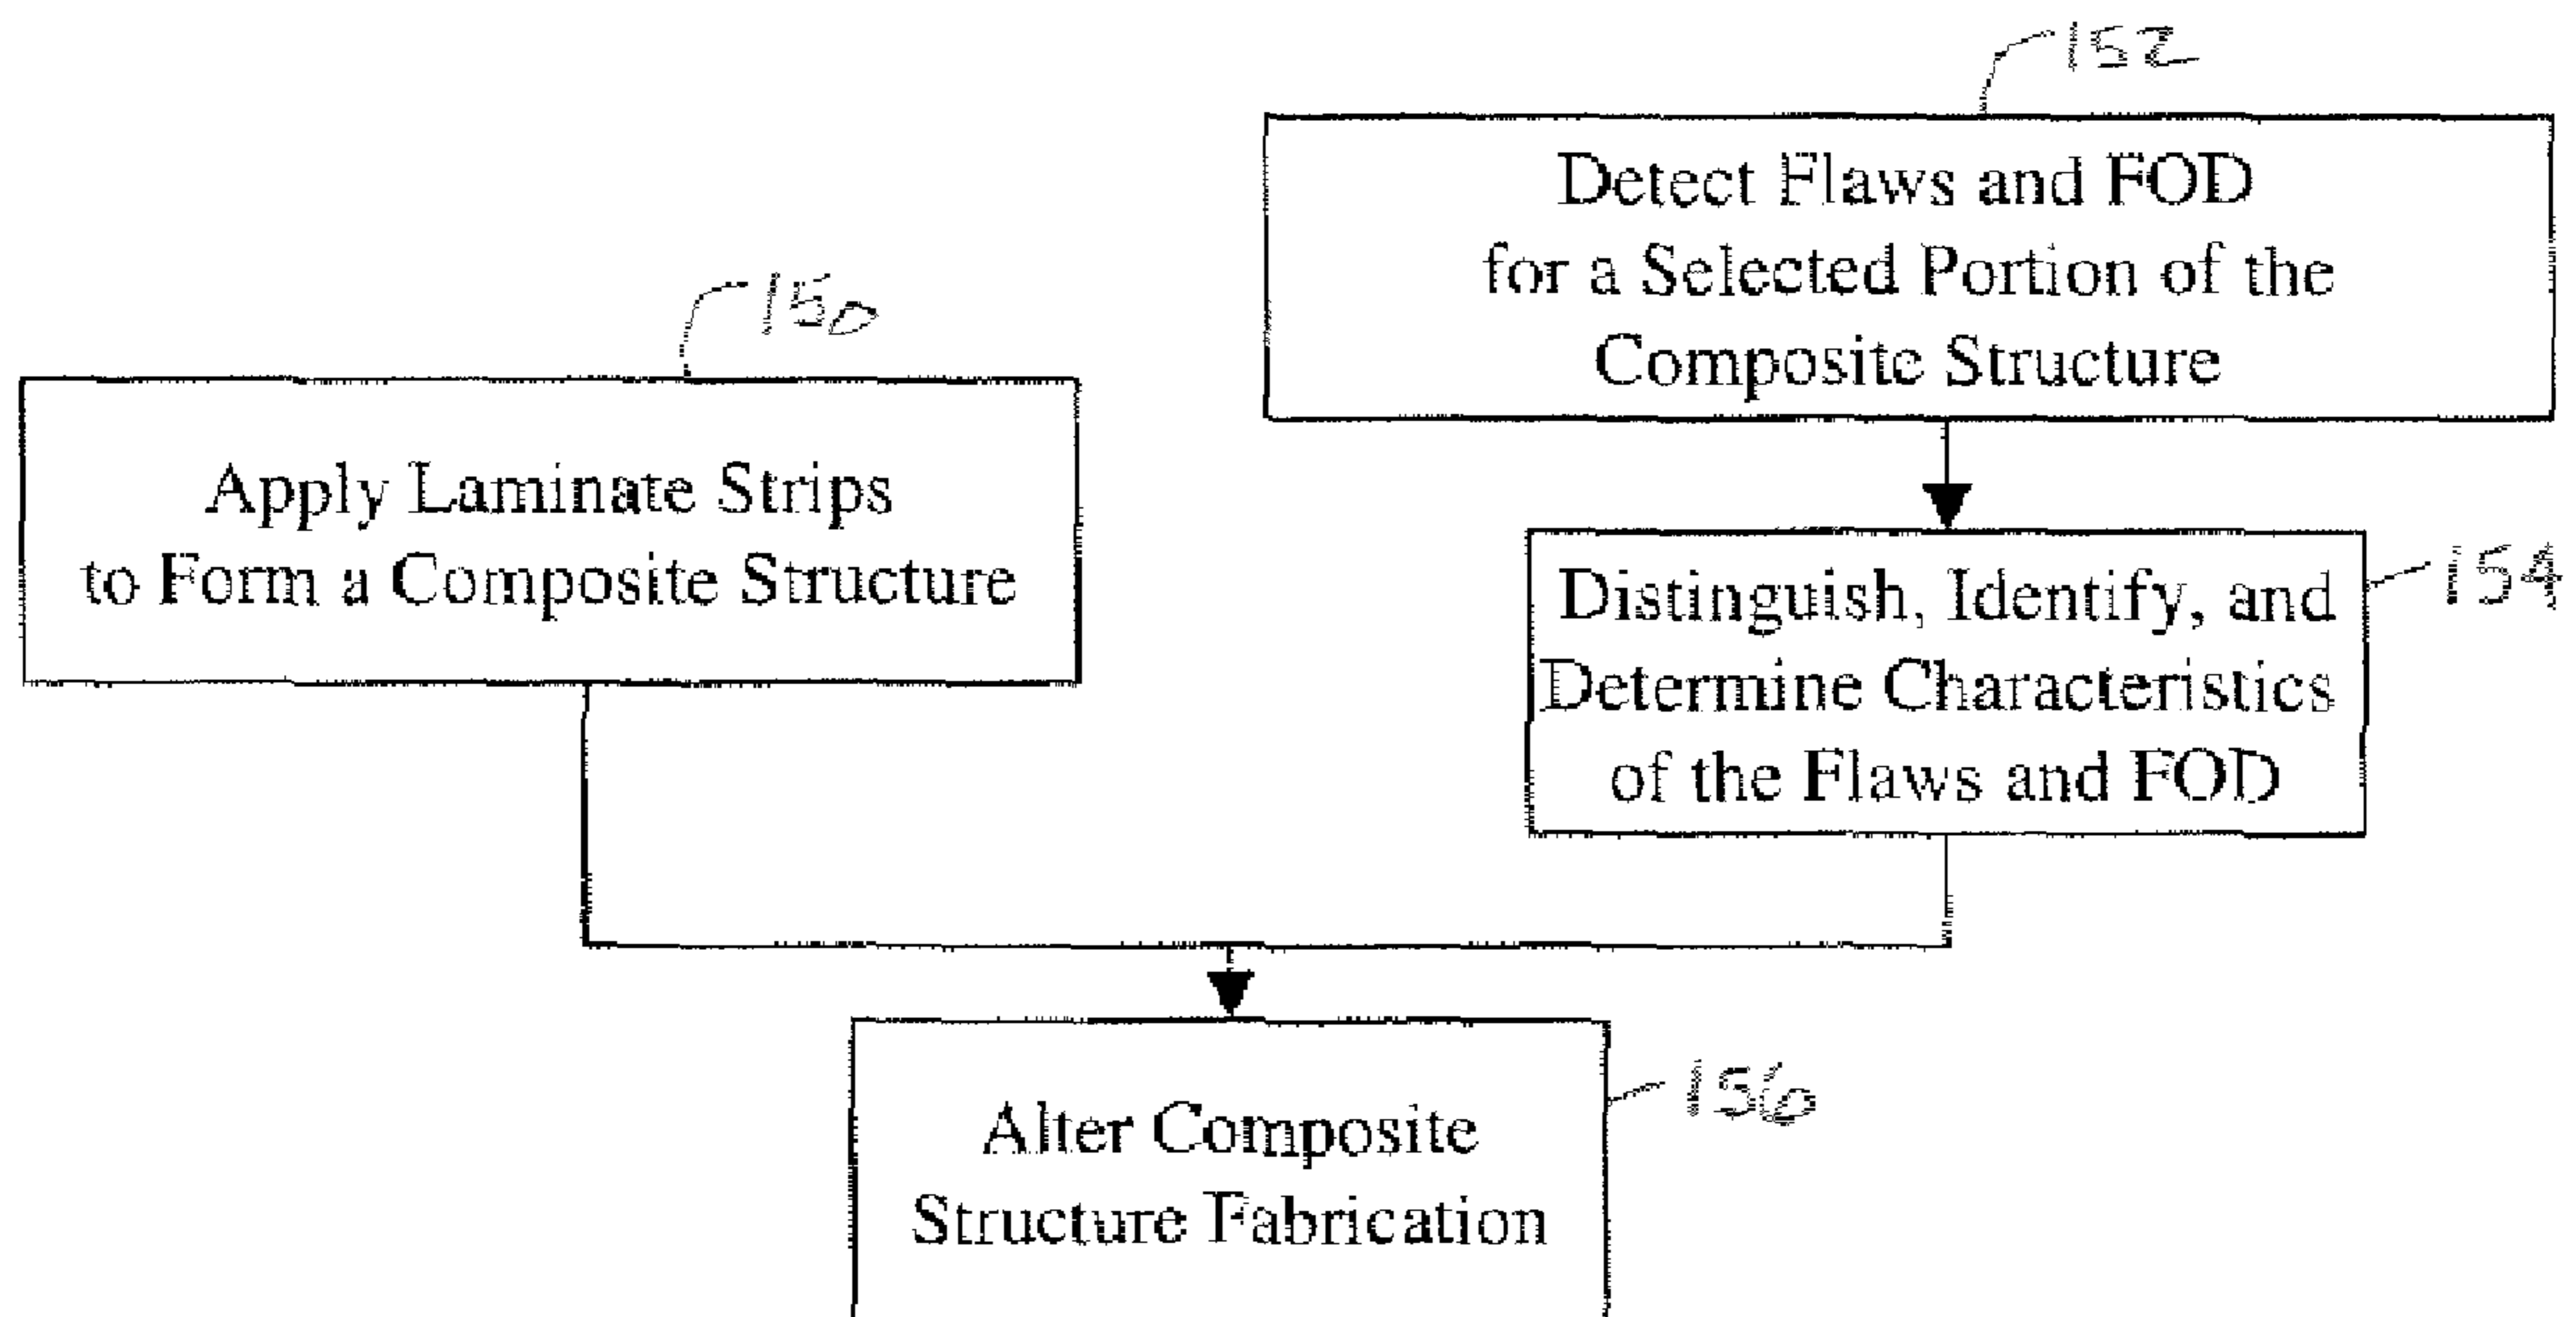 152
Detect Flaws and FOD
for a Selected Portion of the
Composite Structure
150
Apply Laminate Strips
to Form a Composite Structure
154
Distinguish, Identify, and
Determine Characteristics
of the Flaws and FOD
156
Alter Composite
Structure Fabrication